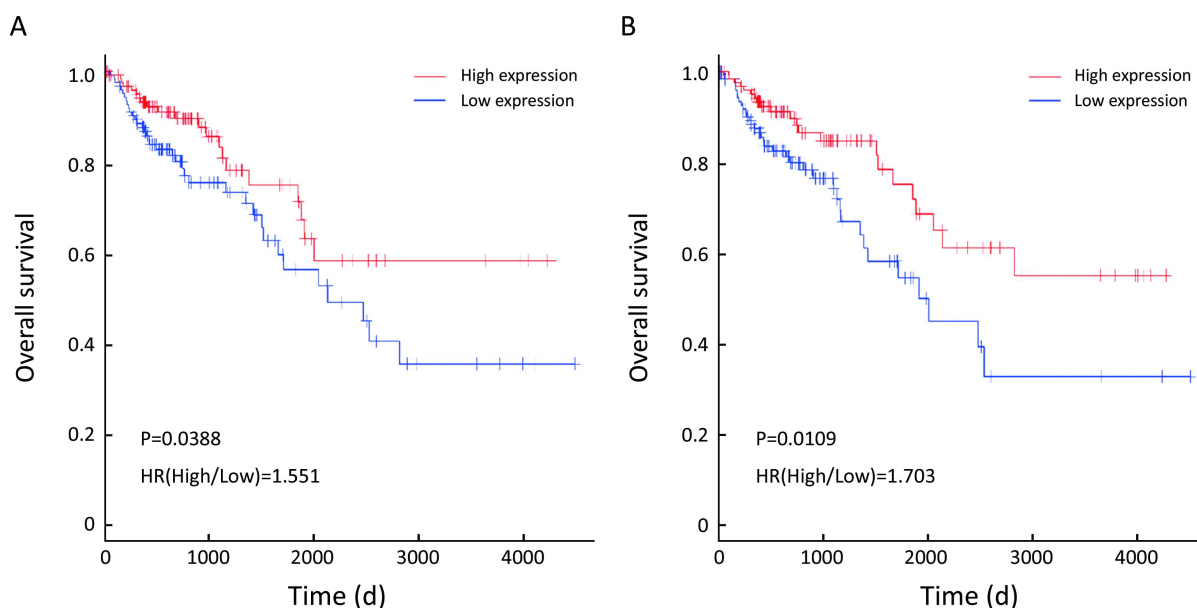 A
1.0
0.8
0.6
0.4
0.2
0
Overall survival
High expression
Low expression
P=0.0388
HR(High/Low)=1.551
0 1000 2000 3000 4000
Time (d)
B
1.0
0.8
0.6
0.4
0.2
0
Overall survival
High expression
Low expression
P=0.0109
HR(High/Low)=1.703
0 1000 2000 3000 4000
Time (d)